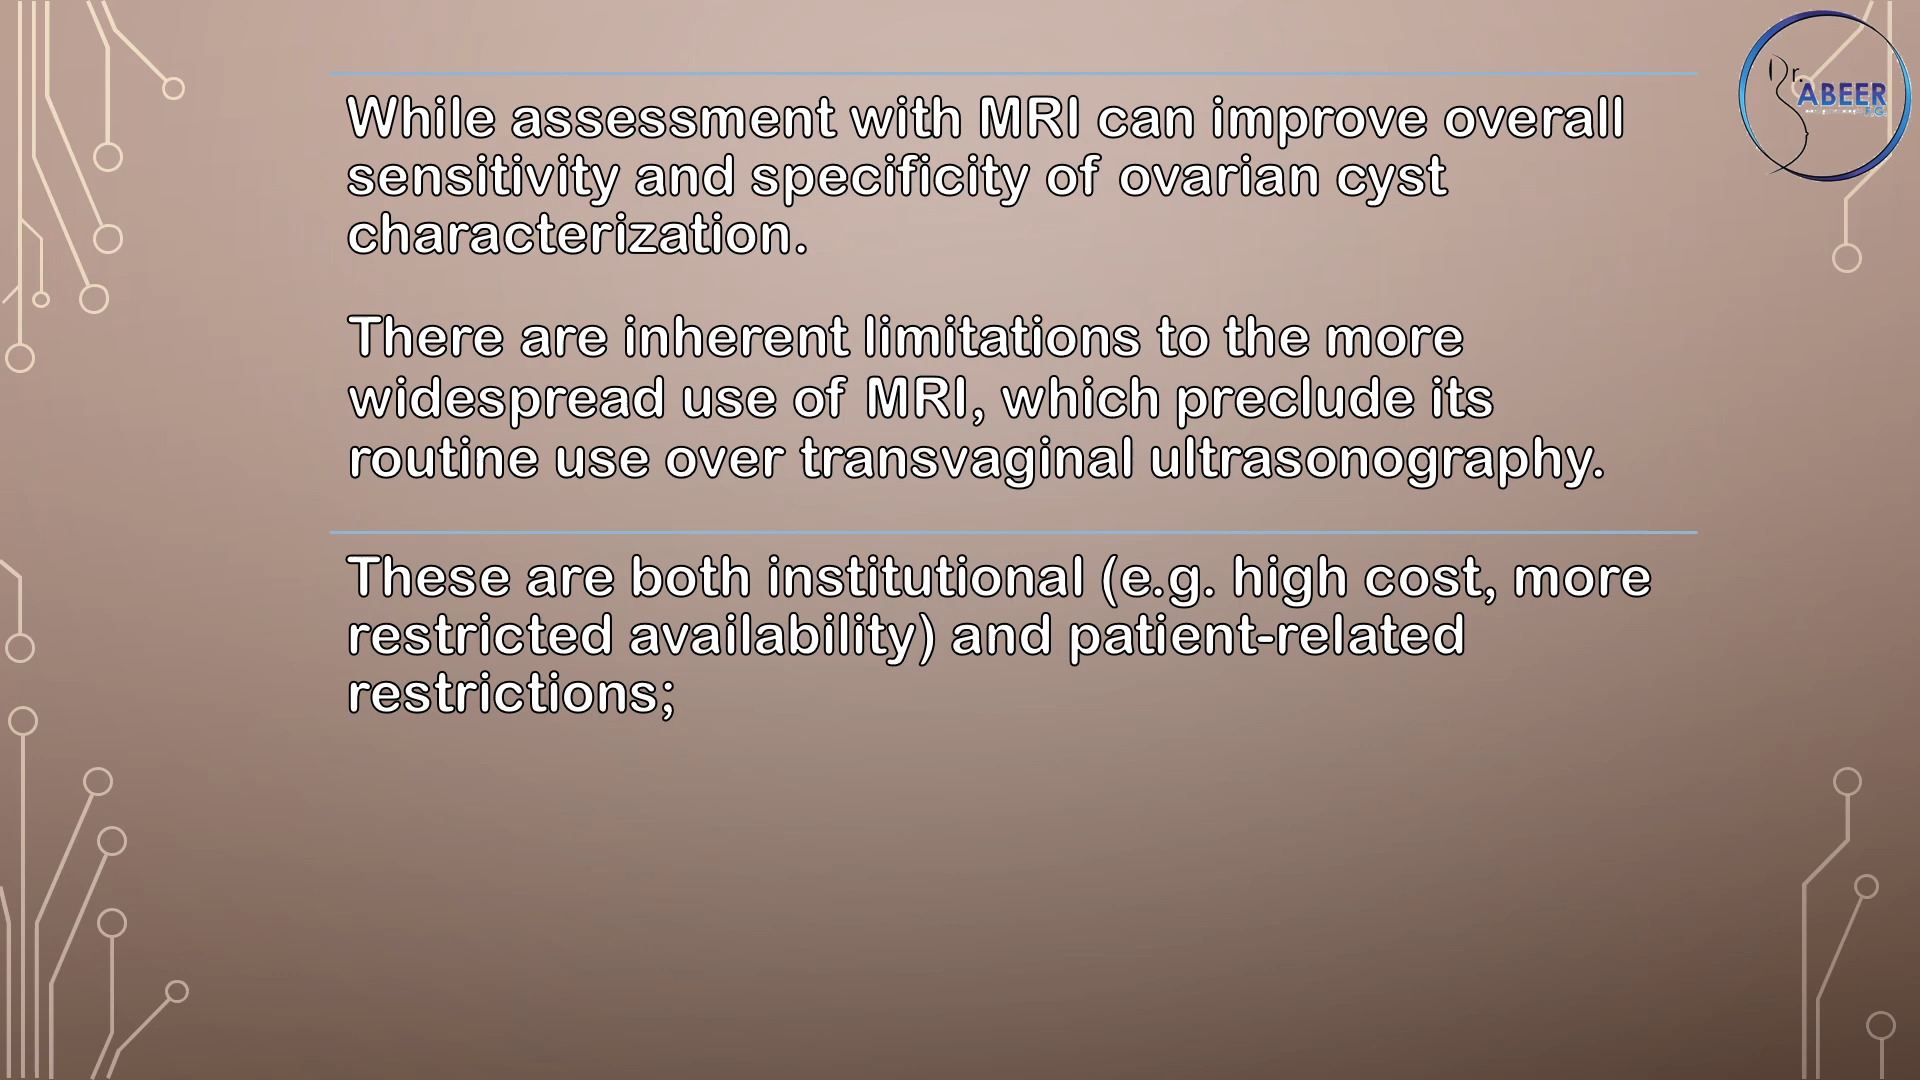 Dr.
ABEER
F.G.
While assessment with MRI can improve overall
sensitivity and specificity of ovarian cyst
characterization.
There are inherent limitations to the more
widespread use of MRI, which preclude its
routine use over transvaginal ultrasonography.
These are both institutional (e.g. high cost, more
restricted availability) and patient-related
restrictions;